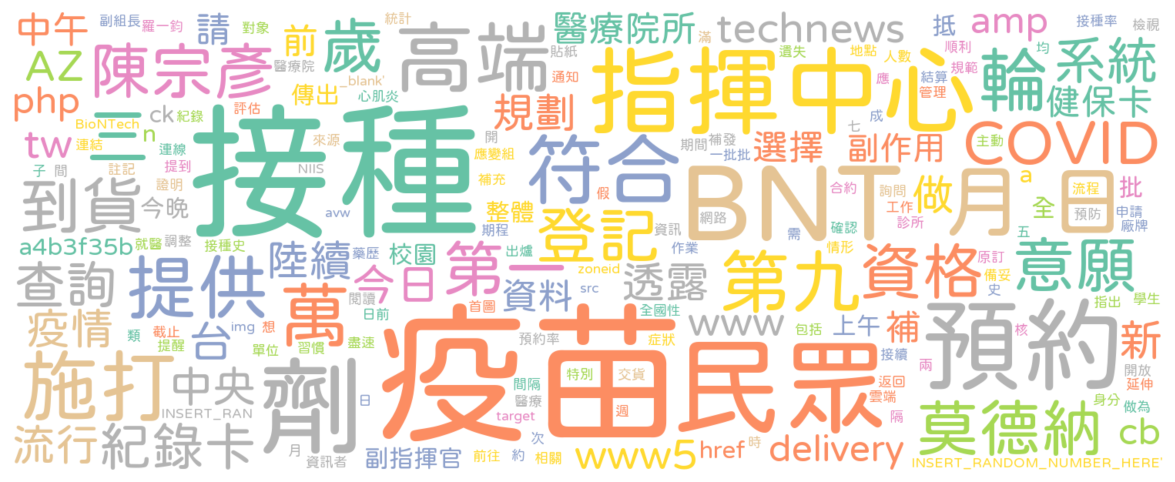 中午 副組長 羅一鈞 對象 統計 醫療院所 technews 抵 amp 接種率 檢視
請 前 歲 高端 貼紙 滿 遺失 地點 人數 順利 均
AZ 陳宗彥 醫療院 _blank' 通知 指揮中心 應 結算 規範 輪 系統
php ck 紀錄 評估 傳出 心肌炎 規劃 管理 健保卡
BioNTech n 來源 開 期間 補發 七 成 主動
tw 三 連結 連線 接種 應變組 符合 一批批 選擇 副作用 COVID
子 間 提到 NIIS 補充 假 合約 詢問 做 a 流程 批
註記 證明 BNT 工作 月 日 全 預防 申請
到貨 今晚 avw 整體 登記 網路 診所 廠牌
a4b3f35b 就醫 調整 接種史 藥歷 校園 期程 出爐 資訊 需 確認 五
陸續 第一 作業 情形 原訂 意願
查詢 提供 閱讀 今日 zoneid 透露 第九 資格 備妥 史
萬 日前 首圖 資料 src 全國性 指出 學生
疫情 類 截止 台 img 想 www 包括 上午 補 核
提醒 單位 習慣 盡速 疫苗 預約率 症狀 民眾 接續 兩 預約 新
施打 中央 劑 間隔 特別 交貨 返回 開放
INSERT_RAN 日 醫療 週 雲端 延伸
target 隔 莫德納 身分 做為
流行 紀錄卡 月 次 href 時 delivery cb
資訊者 副指揮官 前往 約 相關 www5 INSERT_RANDOM_NUMBER_HERE'